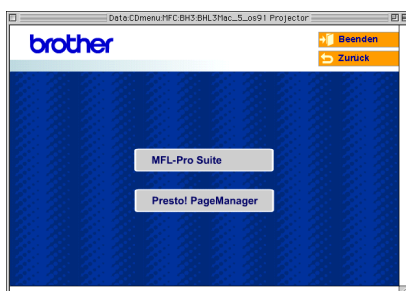 Data:CDmenu:MFC:BH3:BHL3Mac_5_os91 Projector
brother
Beenden
Zurück
MFL-Pro Suite
Presto! PageManager